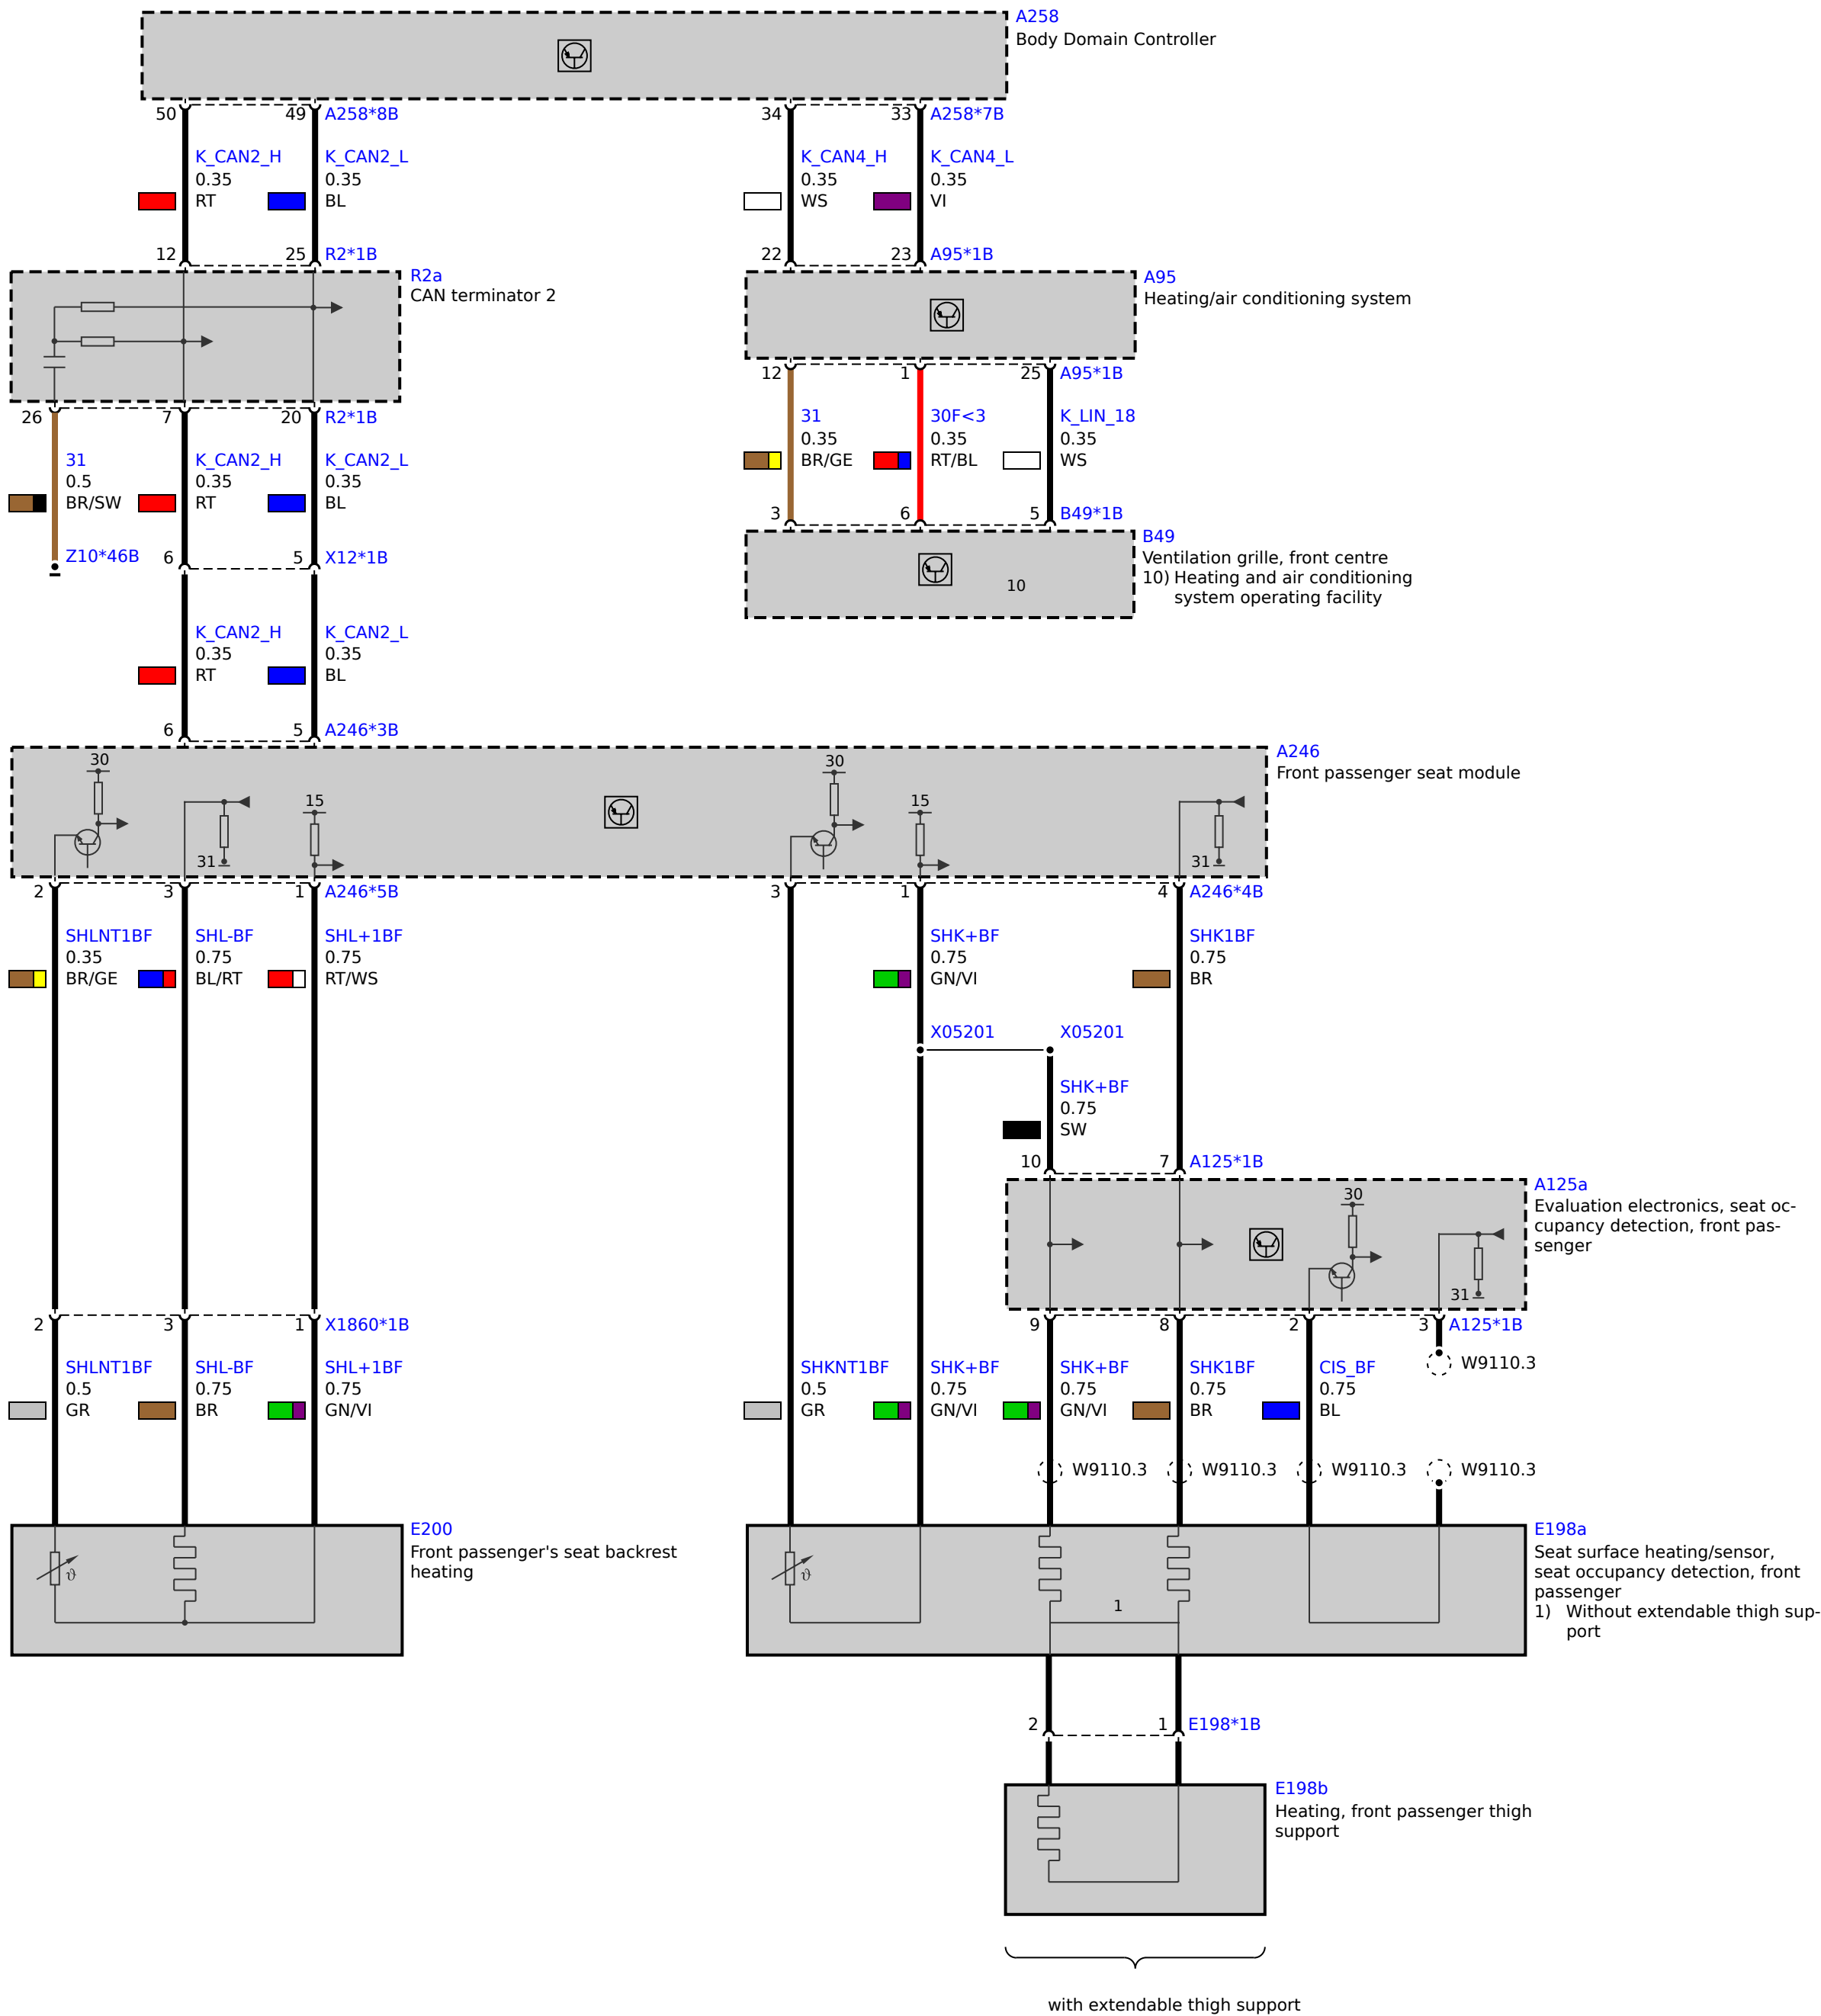 A258
Body Domain Controller
50 49 A258*8B 34 33 A258*7B
K_CAN2_H K_CAN2_L K_CAN4_H K_CAN4_L
0.35 0.35 0.35 0.35
RT BL WS VI
12 25 R2*1B 22 23 A95*1B
R2a
CAN terminator 2
A95
Heating/air conditioning system
12 1 25 A95*1B
26 7 20 R2*1B
31 30F<3 K_LIN_18
0.35 0.35 0.35
BR/GE RT/BL WS
31 K_CAN2_H K_CAN2_L
0.5 0.35 0.35
BR/SW RT BL
3 6 5 B49*1B
B49
Ventilation grille, front centre
10) Heating and air conditioning
system operating facility
10
Z10*46B 6 5 X12*1B
K_CAN2_H K_CAN2_L
0.35 0.35
RT BL
6 5 A246*3B
A246
Front passenger seat module
30 30
15 15
31 31
2 3 1 A246*5B 3 1 4 A246*4B
SHLNT1BF SHL-BF SHL+1BF SHK+BF SHK1BF
0.35 0.75 0.75 0.75 0.75
BR/GE BL/RT RT/WS GN/VI BR
X05201 X05201
SHK+BF
0.75
SW
10 7 A125*1B
A125a
Evaluation electronics, seat oc-
cupancy detection, front pas-
senger
30
31
2 3 1 X1860*1B 9 8 2 3 A125*1B
W9110.3
SHLNT1BF SHL-BF SHL+1BF SHKNT1BF SHK+BF SHK+BF SHK1BF CIS_BF
0.5 0.75 0.75 0.5 0.75 0.75 0.75 0.75
GR BR GN/VI GR GN/VI GN/VI BR BL
W9110.3 W9110.3 W9110.3 W9110.3
E200
Front passenger's seat backrest
heating
ϑ ϑ
E198a
Seat surface heating/sensor,
seat occupancy detection, front
passenger
1) Without extendable thigh sup-
port
1
2 1 E198*1B
E198b
Heating, front passenger thigh
support
with extendable thigh support